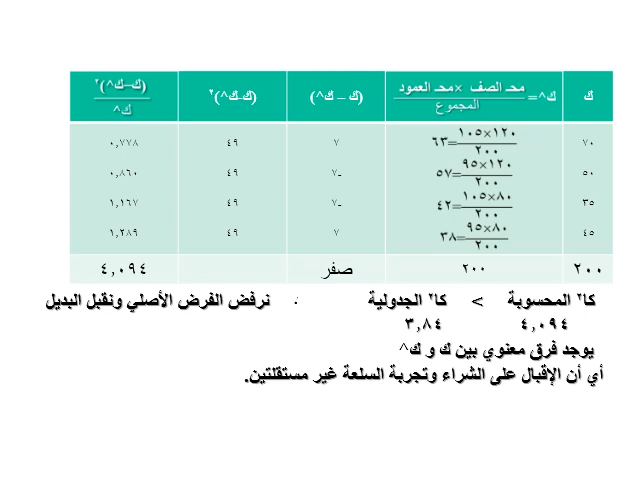 ك ك^= محـ الصف × محـ العمود / المجموع (ك – ك^) (ك-ك^)٢ (ك–ك^)٢ / ك^
٧٠ ١٢٠×١٠٥ / ٢٠٠ =٦٣ ٧ ٤٩ ٠,٧٧٨
٥٠ ١٢٠×٩٥ / ٢٠٠ =٥٧ -٧ ٤٩ ٠,٨٦٠
٣٥ ٨٠×١٠٥ / ٢٠٠ =٤٢ -٧ ٤٩ ١,١٦٧
٤٥ ٨٠×٩٥ / ٢٠٠ =٣٨ ٧ ٤٩ ١,٢٨٩
٢٠٠ ٢٠٠ صفر ٤,٠٩٤
كا٢ المحسوبة > كا٢ الجدولية ∴ نرفض الفرض الأصلي ونقبل البديل
٤,٠٩٤ ٣,٨٤
يوجد فرق معنوي بين ك و ك^
أي أن الإقبال على الشراء وتجربة السلعة غير مستقلتين.